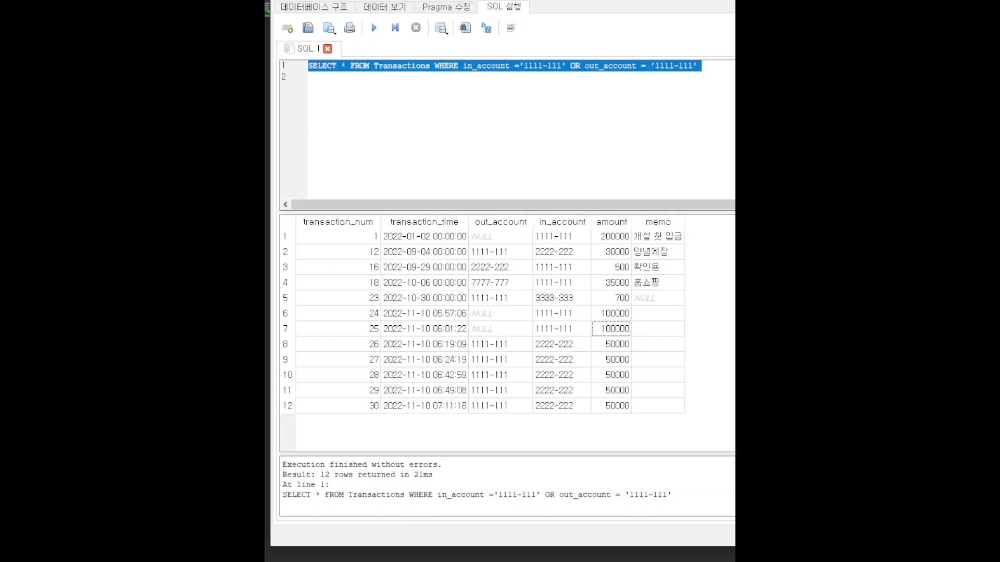 데이터베이스 구조 데이터 보기 Pragma 수정 SQL 실행
SQL 1
1 SELECT * FROM Transactions WHERE in_account ='1111-111' OR out_account = '1111-111'
2
transaction_num transaction_time out_account in_account amount memo
1 1 2022-01-02 00:00:00 NULL 1111-111 200000 개설 첫 입금
2 12 2022-09-04 00:00:00 1111-111 2222-222 30000 양념게장
3 16 2022-09-29 00:00:00 2222-222 1111-111 500 확인용
4 18 2022-10-06 00:00:00 7777-777 1111-111 35000 홈쇼핑
5 23 2022-10-30 00:00:00 1111-111 3333-333 700 NULL
6 24 2022-11-10 05:57:06 NULL 1111-111 100000
7 25 2022-11-10 06:01:22 NULL 1111-111 100000
8 26 2022-11-10 06:19:09 1111-111 2222-222 50000
9 27 2022-11-10 06:24:19 1111-111 2222-222 50000
10 28 2022-11-10 06:42:59 1111-111 2222-222 50000
11 29 2022-11-10 06:49:08 1111-111 2222-222 50000
12 30 2022-11-10 07:11:18 1111-111 2222-222 50000
Execution finished without errors.
Result: 12 rows returned in 21ms
At line 1:
SELECT * FROM Transactions WHERE in_account ='1111-111' OR out_account = '1111-111'